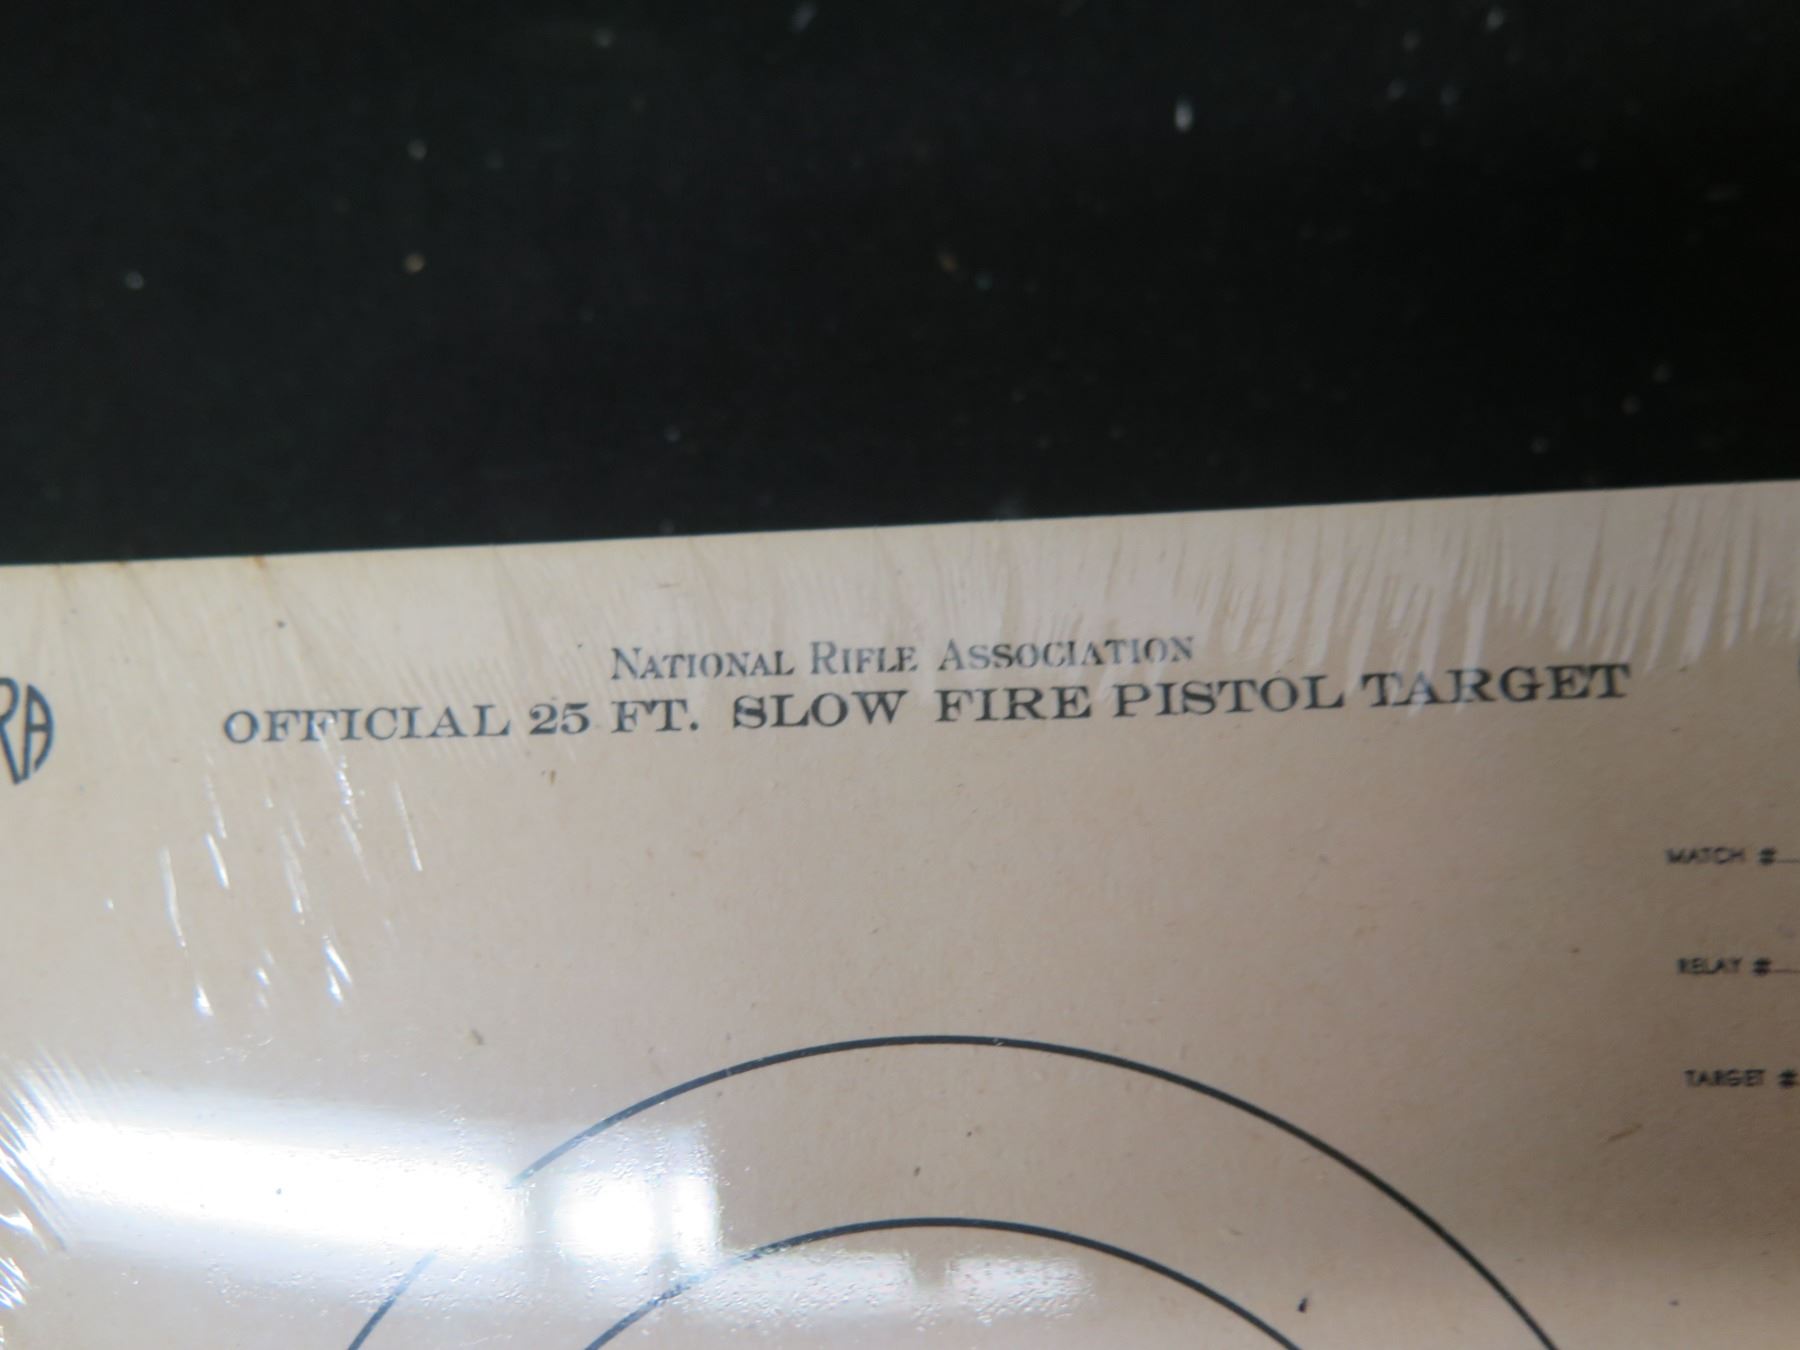 NATIONAL RIFLE ASSOCIATION
RA
OFFICIAL 25 FT. SLOW FIRE PISTOL TARGET
MATCH #
RELAY #
TARGET #